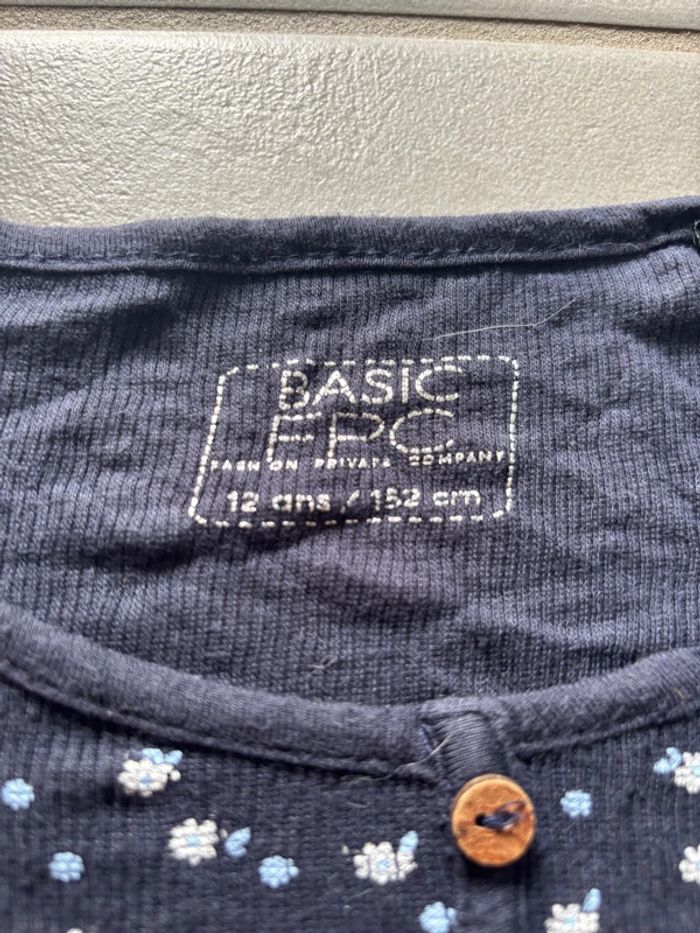 BASIC
FPC
FASHION PRIVATE COMPANY
12 ans / 152 cm